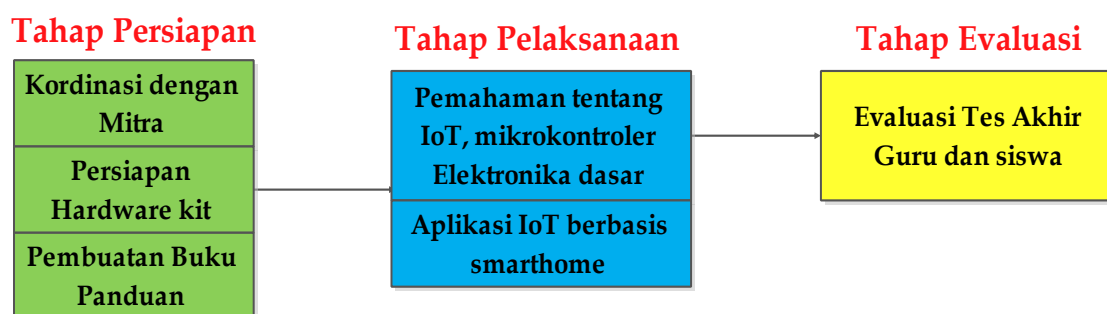 Tahap Persiapan
Kordinasi dengan
Mitra
Persiapan
Hardware kit
Pembuatan Buku
Panduan
Tahap Pelaksanaan
Pemahaman tentang
IoT, mikrokontroler
Elektronika dasar
Aplikasi IoT berbasis
smarthome
Tahap Evaluasi
Evaluasi Tes Akhir
Guru dan siswa